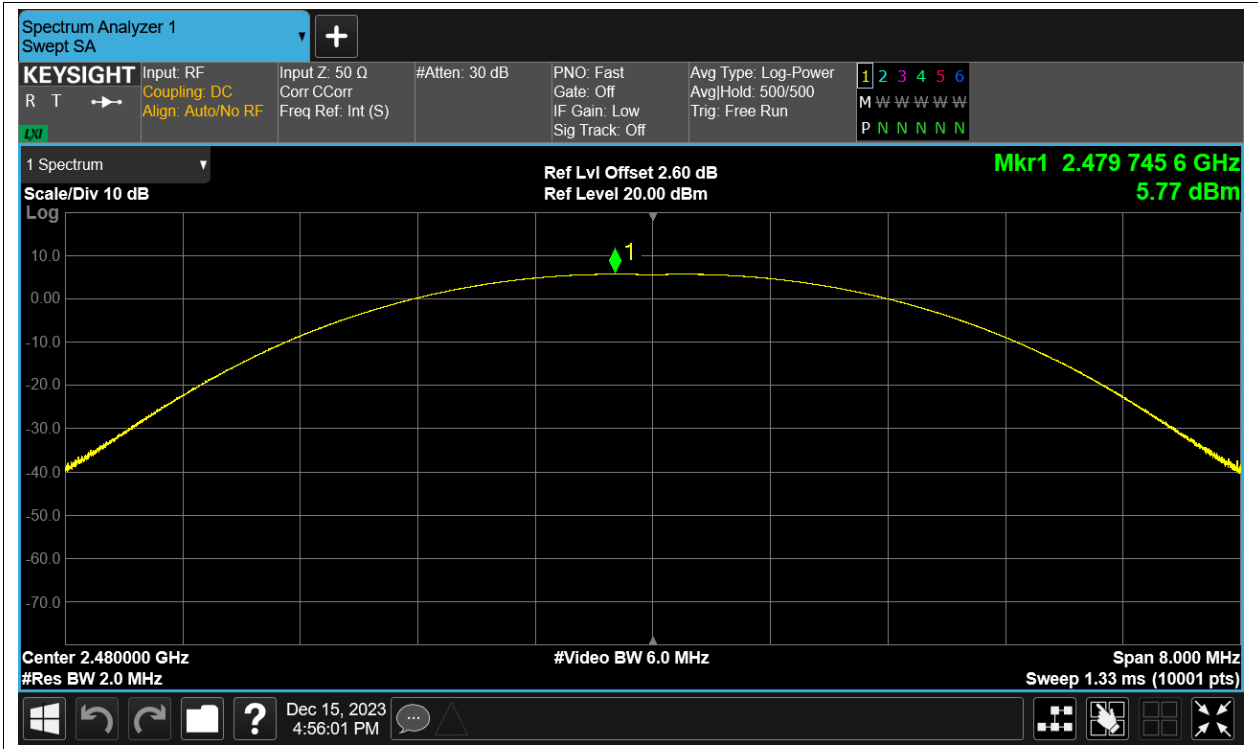 Spectrum Analyzer 1
Swept SA
KEYSIGHT
R T
LXI
Input: RF
Coupling: DC
Align: Auto/No RF
Input Z: 50 Ω
Corr CCorr
Freq Ref: Int (S)
#Atten: 30 dB
PNO: Fast
Gate: Off
IF Gain: Low
Sig Track: Off
Avg Type: Log-Power
Avg|Hold: 500/500
Trig: Free Run
1 2 3 4 5 6
M W W W W W
P N N N N N
1 Spectrum
Scale/Div 10 dB
Log
Ref Lvl Offset 2.60 dB
Ref Level 20.00 dBm
Mkr1 2.479 745 6 GHz
5.77 dBm
1
10.0
0.00
-10.0
-20.0
-30.0
-40.0
-50.0
-60.0
-70.0
Center 2.480000 GHz
#Res BW 2.0 MHz
#Video BW 6.0 MHz
Span 8.000 MHz
Sweep 1.33 ms (10001 pts)
?
Dec 15, 2023
4:56:01 PM